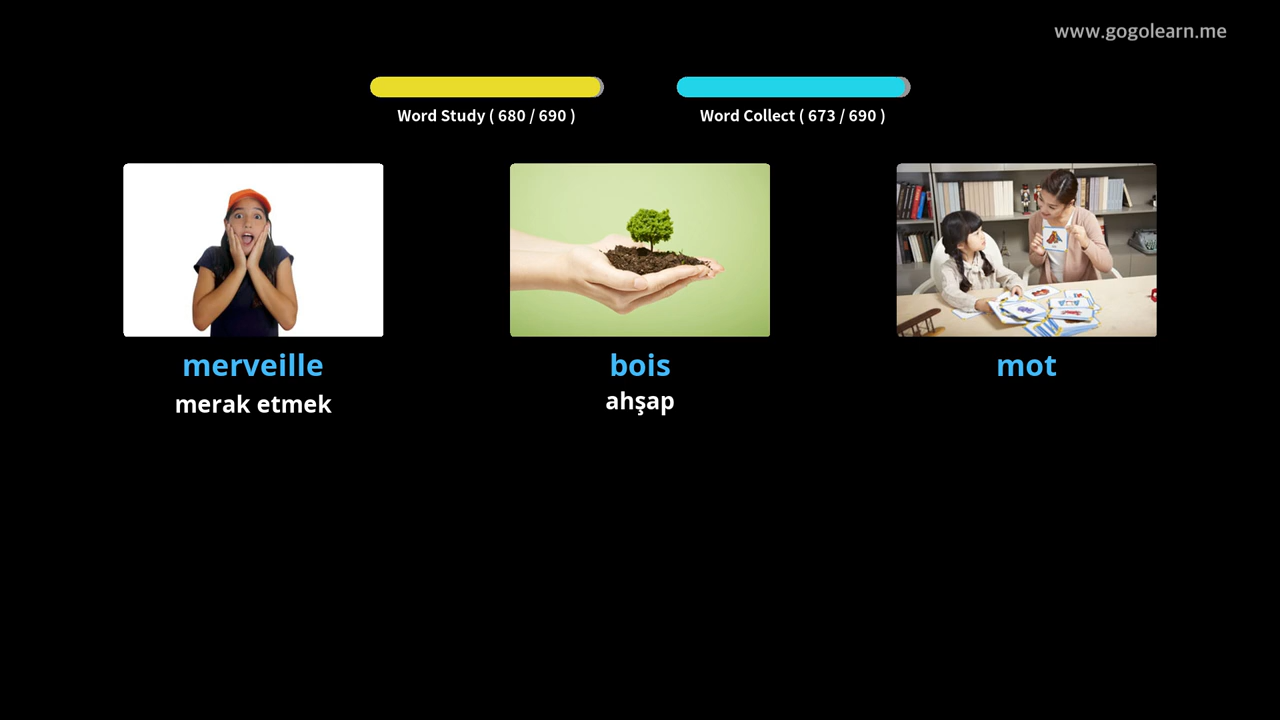 www.gogolearn.me
Word Study ( 680 / 690 )
Word Collect ( 673 / 690 )
merveille
bois
mot
merak etmek
ahşap